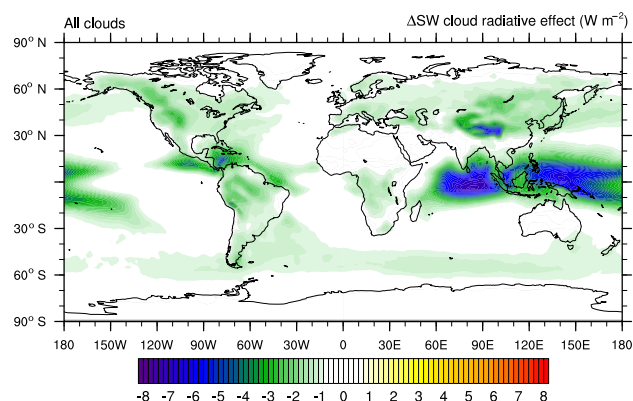 All clouds ΔSW cloud radiative effect (W m⁻²)
90° N
60° N
30° N
0°
30° S
60° S
90° S
180 150W 120W 90W 60W 30W 0 30E 60E 90E 120E 150E 180
-8 -7 -6 -5 -4 -3 -2 -1 0 1 2 3 4 5 6 7 8